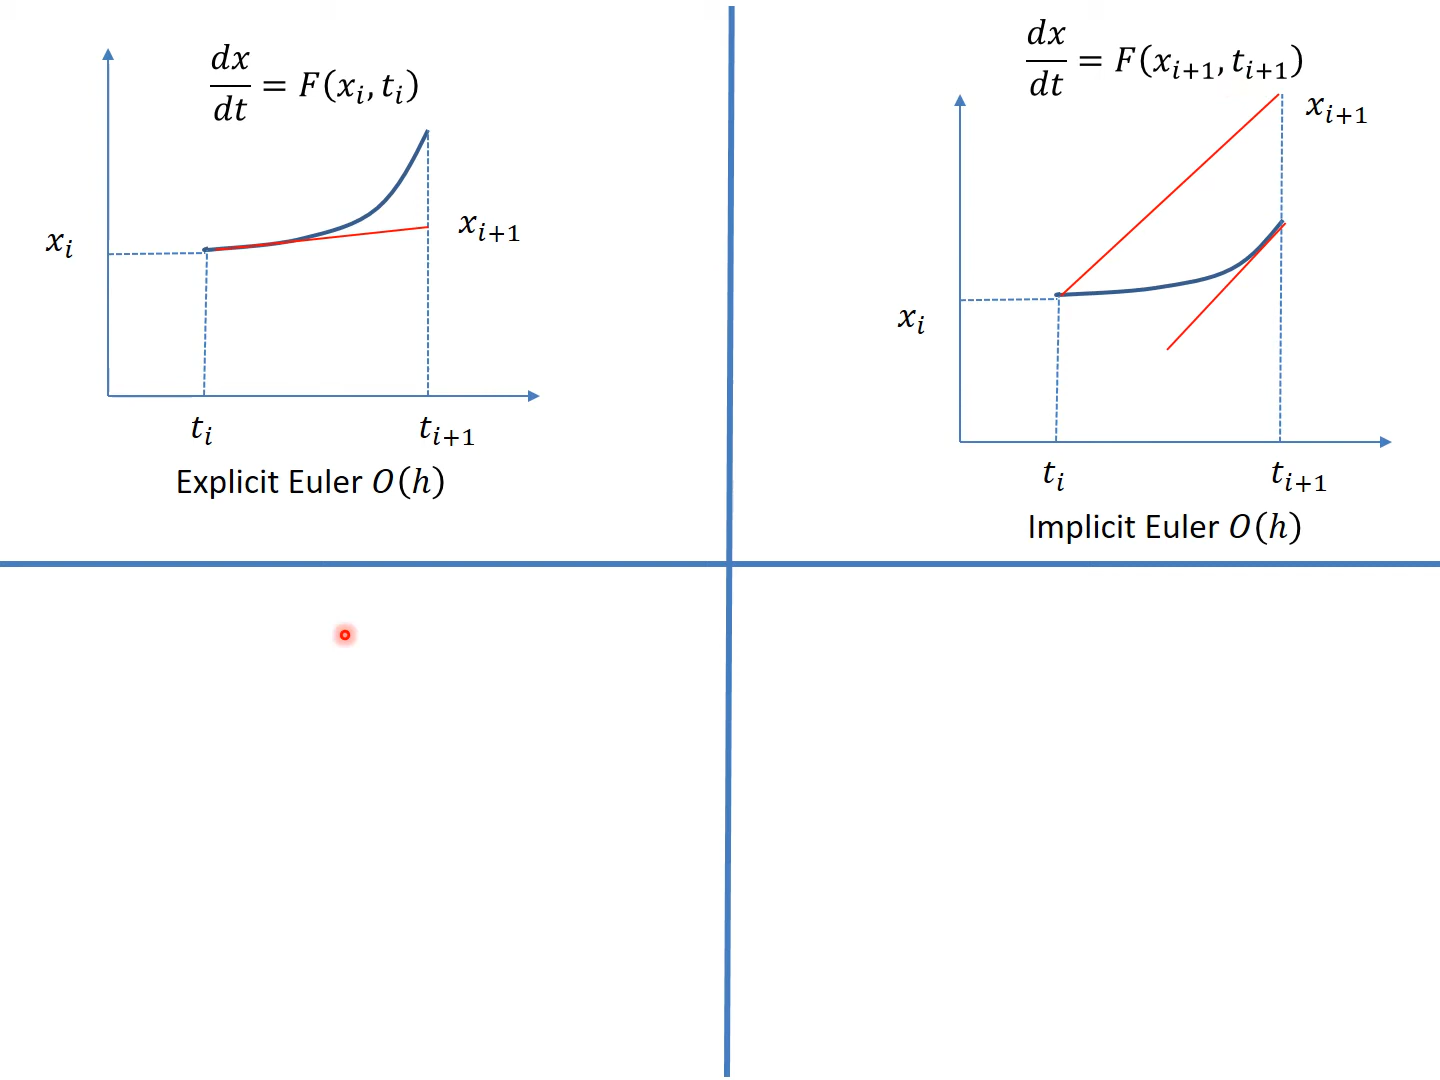 dx/dt = F(x_i, t_i)
x_i
x_{i+1}
t_i
t_{i+1}
Explicit Euler O(h)
dx/dt = F(x_{i+1}, t_{i+1})
x_{i+1}
x_i
t_i
t_{i+1}
Implicit Euler O(h)